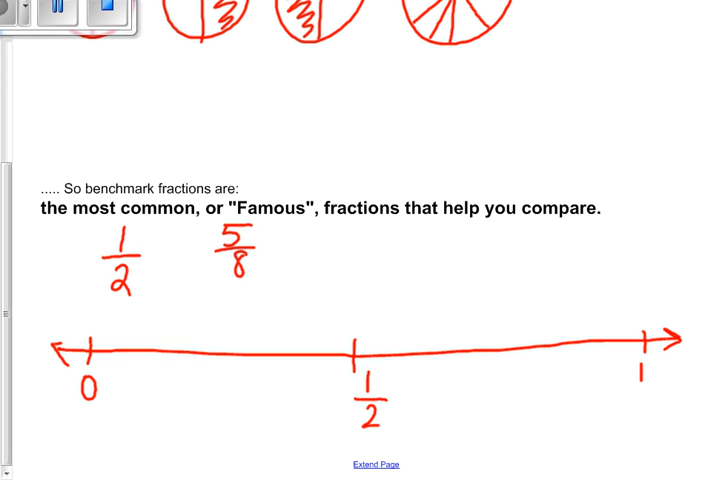 ..... So benchmark fractions are:
the most common, or "Famous", fractions that help you compare.
1/2 5/8
0 1/2 1
Extend Page